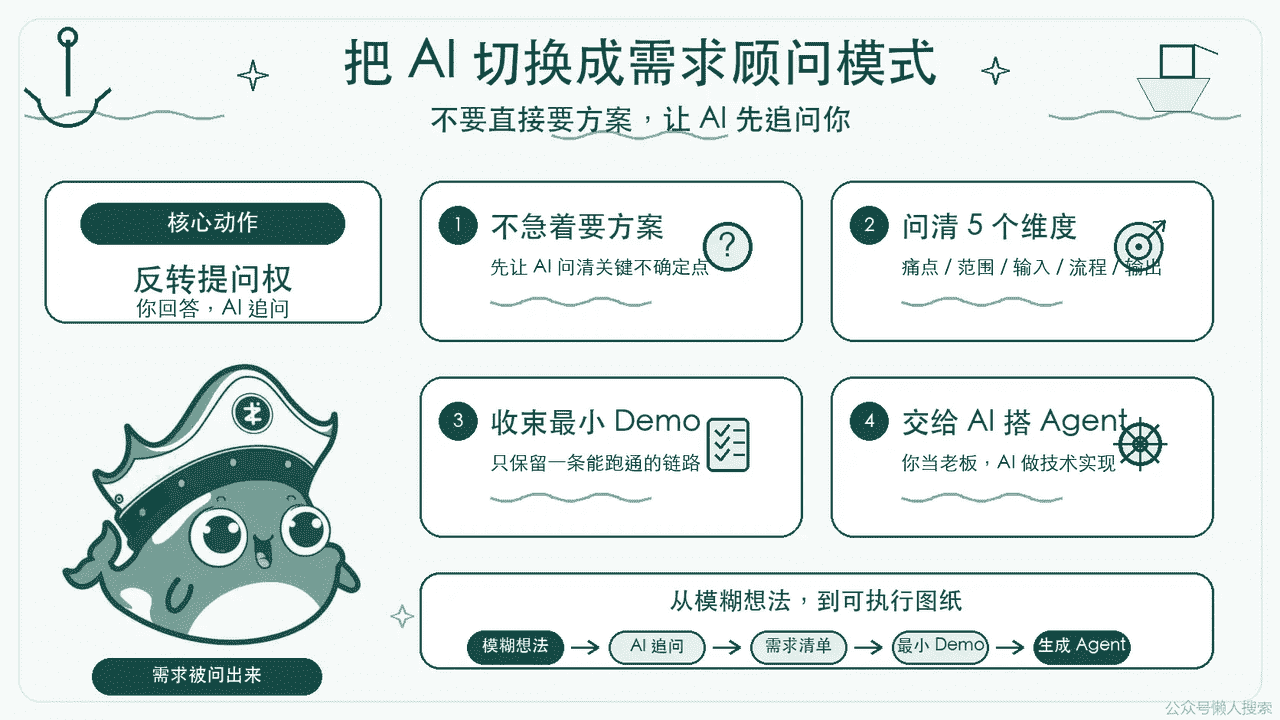 把 AI 切换成需求顾问模式
不要直接要方案，让 AI 先追问你
核心动作
反转提问权
你回答，AI 追问
1 不急着要方案
先让 AI 问清关键不确定点
?
2 问清 5 个维度
痛点 / 范围 / 输入 / 流程 / 输出
3 收束最小 Demo
只保留一条能跑通的链路
4 交给 AI 搭 Agent
你当老板，AI 做技术实现
需求被问出来
从模糊想法，到可执行图纸
模糊想法 → AI 追问 → 需求清单 → 最小 Demo → 生成 Agent
公众号懒人搜索